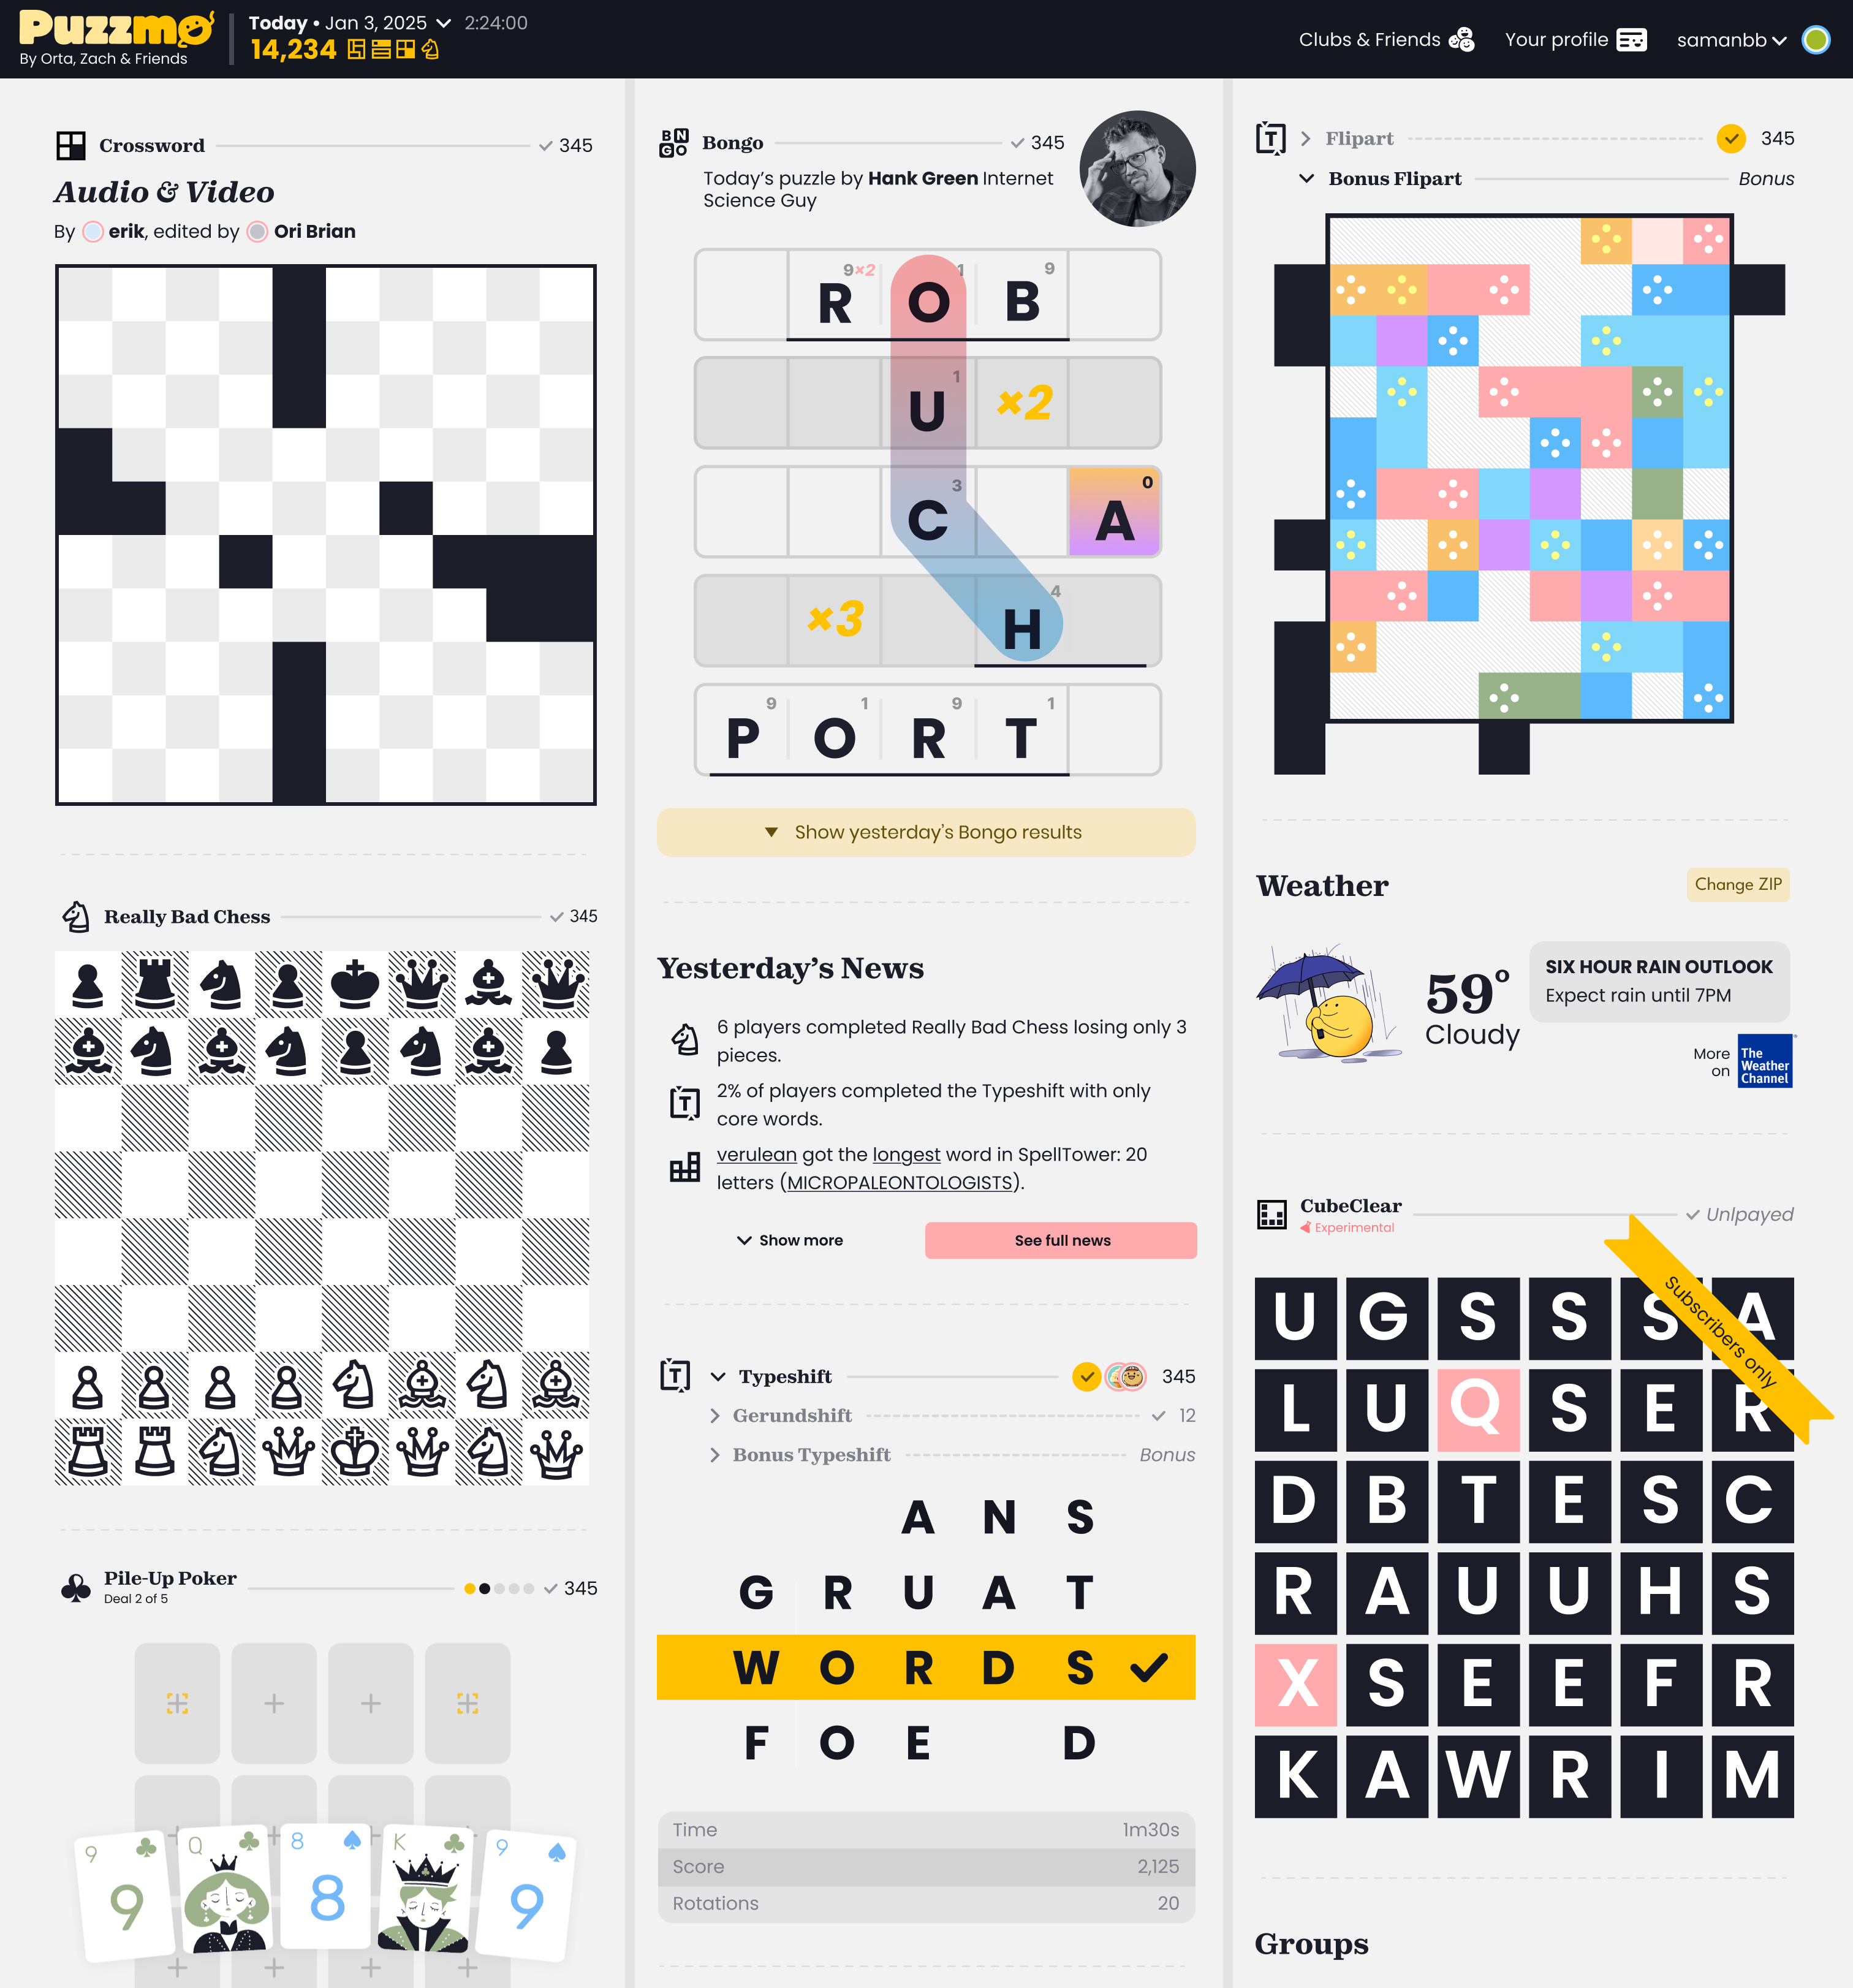 Puzzmo
By Orta, Zach & Friends
Today • Jan 3, 2025 2:24:00
14,234
Clubs & Friends
Your profile
samanbb
Crossword
345
Audio & Video
By erik, edited by Ori Brian
Really Bad Chess
345
Pile-Up Poker
Deal 2 of 5
345
9 Q 8 K 9
9 8 9
BN
GO
Bongo
345
Today's puzzle by Hank Green Internet
Science Guy
9×2 1 9
R O B
1
U ×2
3 0
C A
4
×3 H
9 1 9 1
P O R T
Show yesterday's Bongo results
Yesterday's News
6 players completed Really Bad Chess losing only 3
pieces.
T
2% of players completed the Typeshift with only
core words.
verulean got the longest word in SpellTower: 20
letters (MICROPALEONTOLOGISTS).
Show more
See full news
T
Typeshift
345
Gerundshift
12
Bonus Typeshift
Bonus
A N S
G R U A T
W O R D S
F O E D
Time 1m30s
Score 2,125
Rotations 20
T
Flipart
345
Bonus Flipart
Bonus
Weather
Change ZIP
59°
Cloudy
SIX HOUR RAIN OUTLOOK
Expect rain until 7PM
More
on
The
Weather
Channel
CubeClear
Experimental
Unlpayed
Subscribers only
U G S S S A
L U Q S E R
D B T E S C
R A U U H S
X S E E F R
K A W R I M
Groups